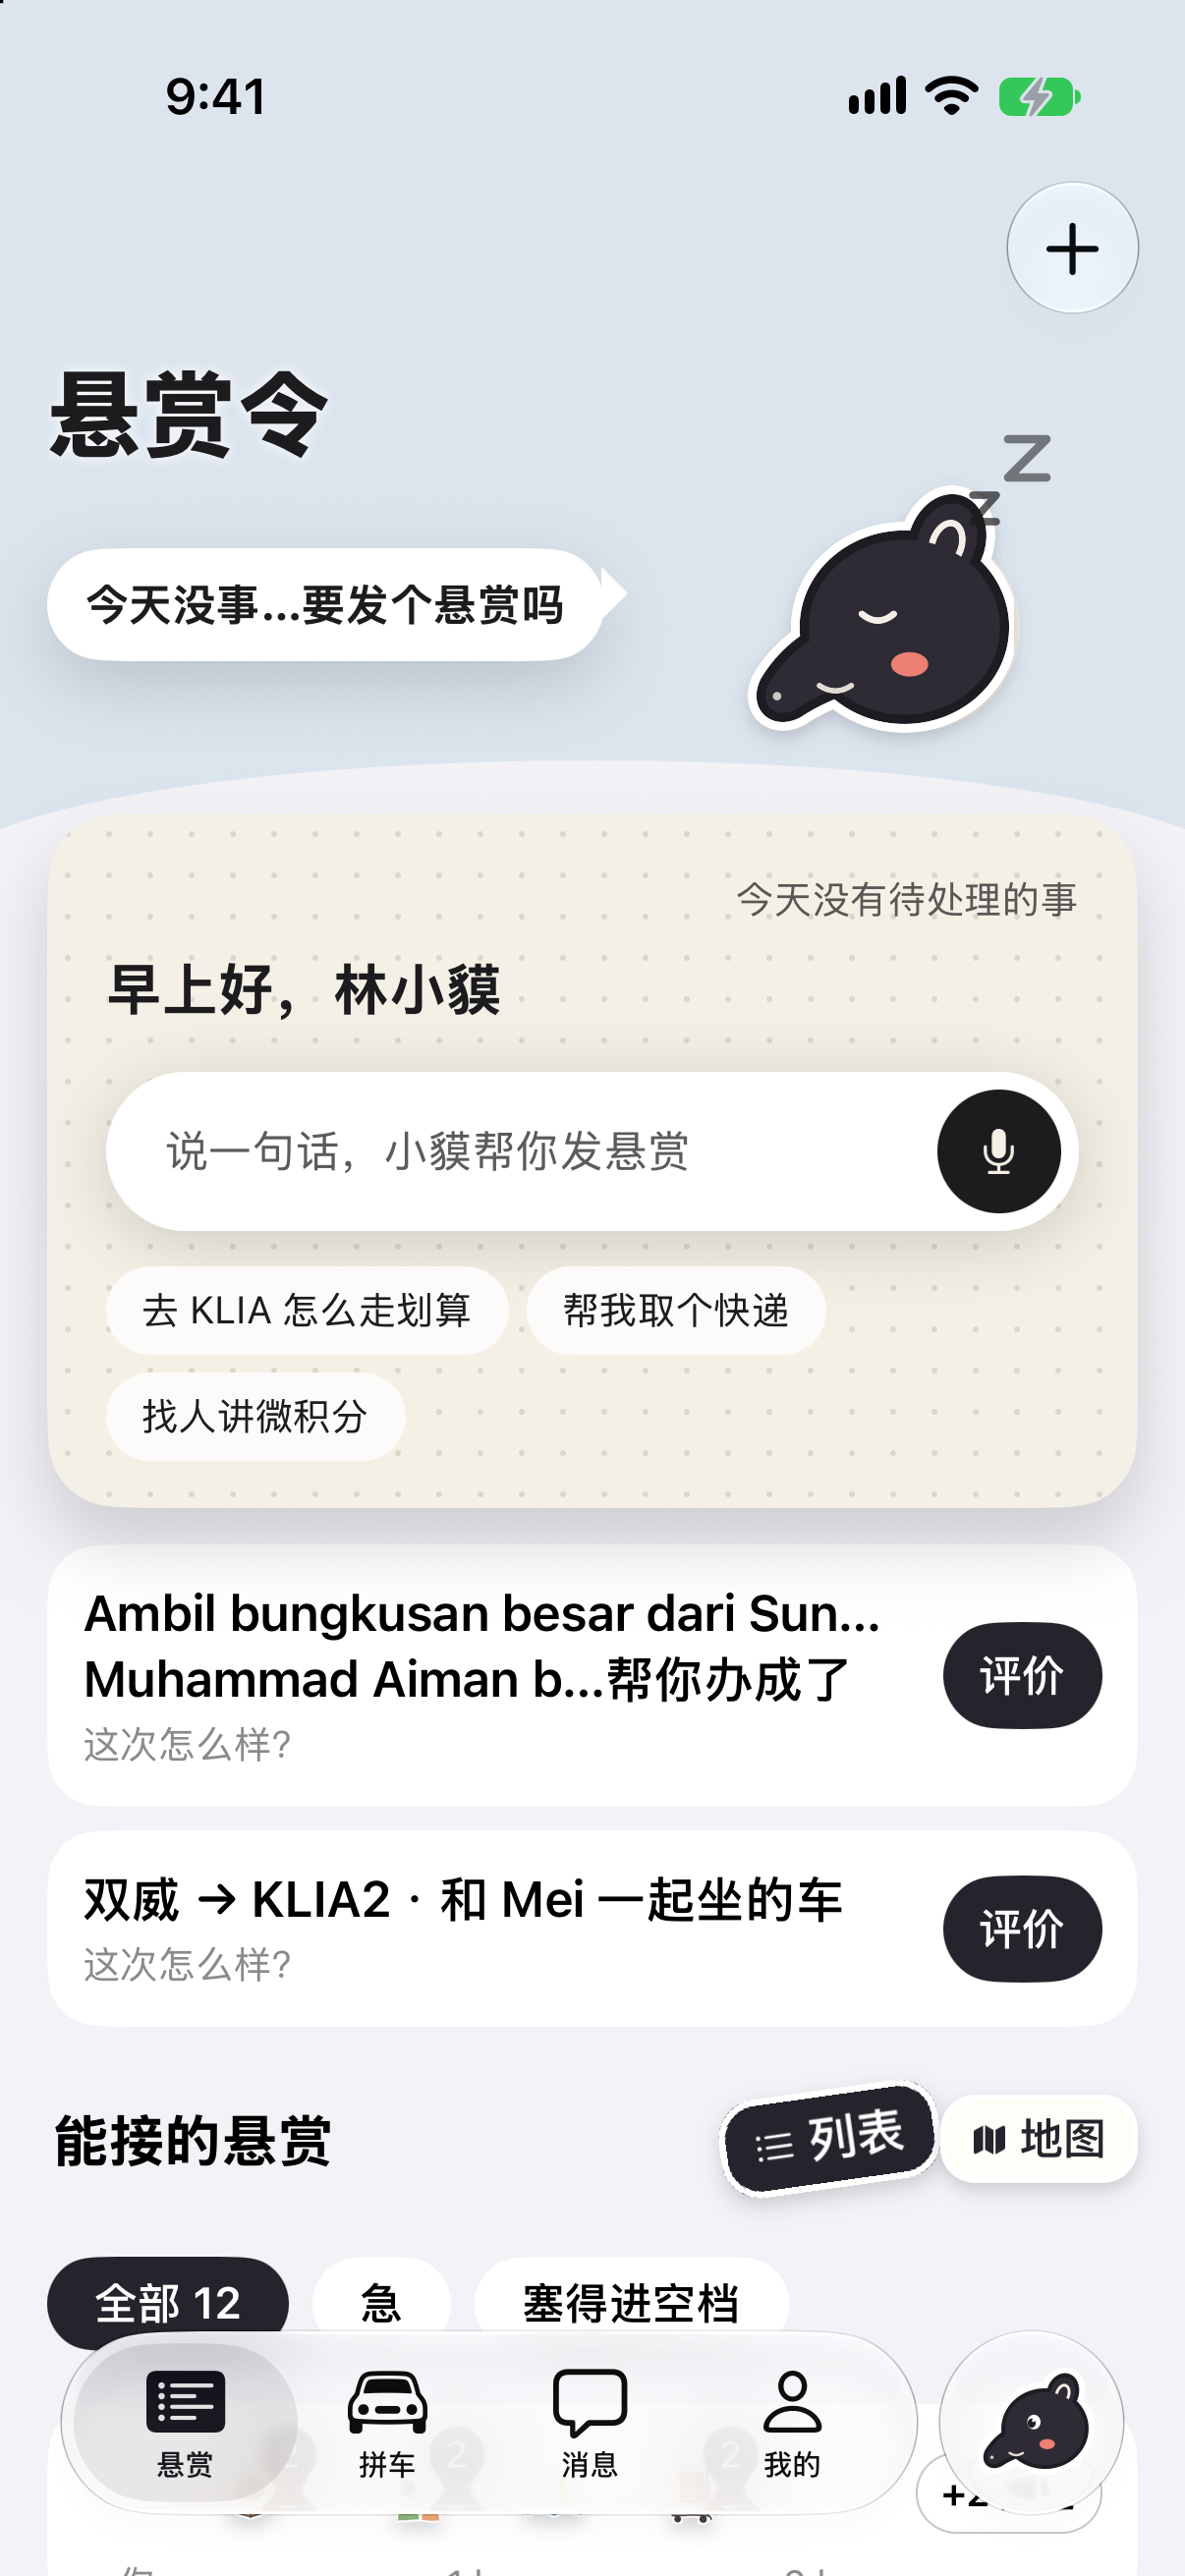 9:41
悬赏令
z
z
今天没事...要发个悬赏吗
今天没有待处理的事
早上好，林小貘
说一句话，小貘帮你发悬赏
去 KLIA 怎么走划算
帮我取个快递
找人讲微积分
Ambil bungkusan besar dari Sun...
Muhammad Aiman b...帮你办成了
评价
这次怎么样?
双威 → KLIA2 · 和 Mei 一起坐的车
评价
这次怎么样?
能接的悬赏
列表
地图
全部 12
急
塞得进空档
悬赏
拼车
消息
我的
2
2